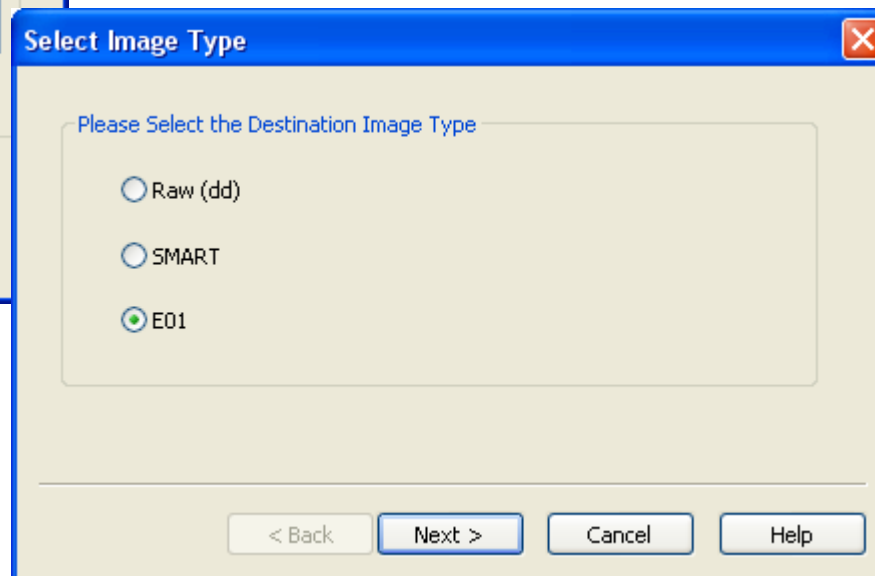 Select Image Type
Please Select the Destination Image Type
Raw (dd)
SMART
E01
< Back Next > Cancel Help